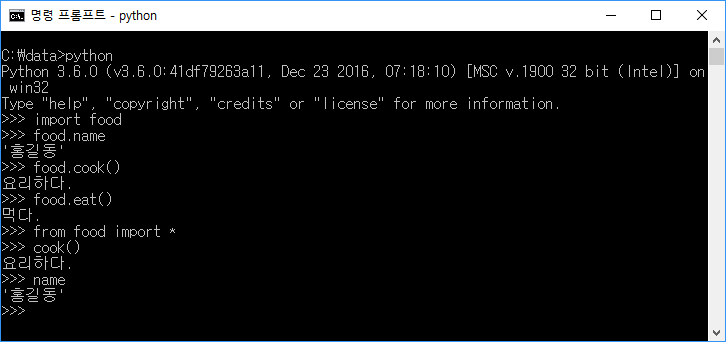 명령 프롬프트 - python
C:\data>python
Python 3.6.0 (v3.6.0:41df79263a11, Dec 23 2016, 07:18:10) [MSC v.1900 32 bit (Intel)] on
win32
Type "help", "copyright", "credits" or "license" for more information.
>>> import food
>>> food.name
'홍길동'
>>> food.cook()
요리하다.
>>> food.eat()
먹다.
>>> from food import *
>>> cook()
요리하다.
>>> name
'홍길동'
>>>